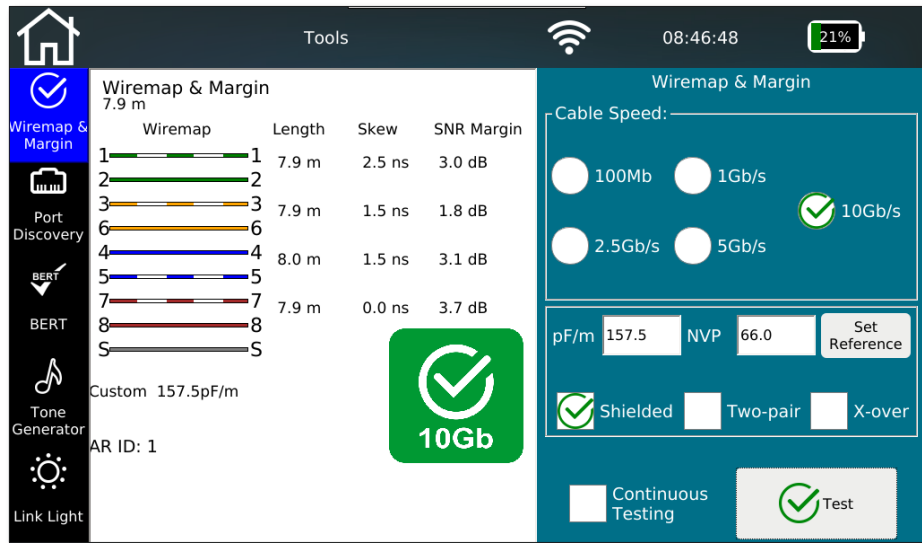 Tools
08:46:48
21%
Wiremap &
Margin
Port
Discovery
BERT
BERT
Tone
Generator
Link Light
Wiremap & Margin
7.9 m
Wiremap Length Skew SNR Margin
1 1 7.9 m 2.5 ns 3.0 dB
2 2
3 3 7.9 m 1.5 ns 1.8 dB
6 6
4 4 8.0 m 1.5 ns 3.1 dB
5 5
7 7 7.9 m 0.0 ns 3.7 dB
8 8
S S
Custom 157.5pF/m
AR ID: 1
10Gb
Wiremap & Margin
Cable Speed:
100Mb 1Gb/s
10Gb/s
2.5Gb/s 5Gb/s
pF/m 157.5 NVP 66.0 Set
Reference
Shielded Two-pair X-over
Continuous
Testing
Test